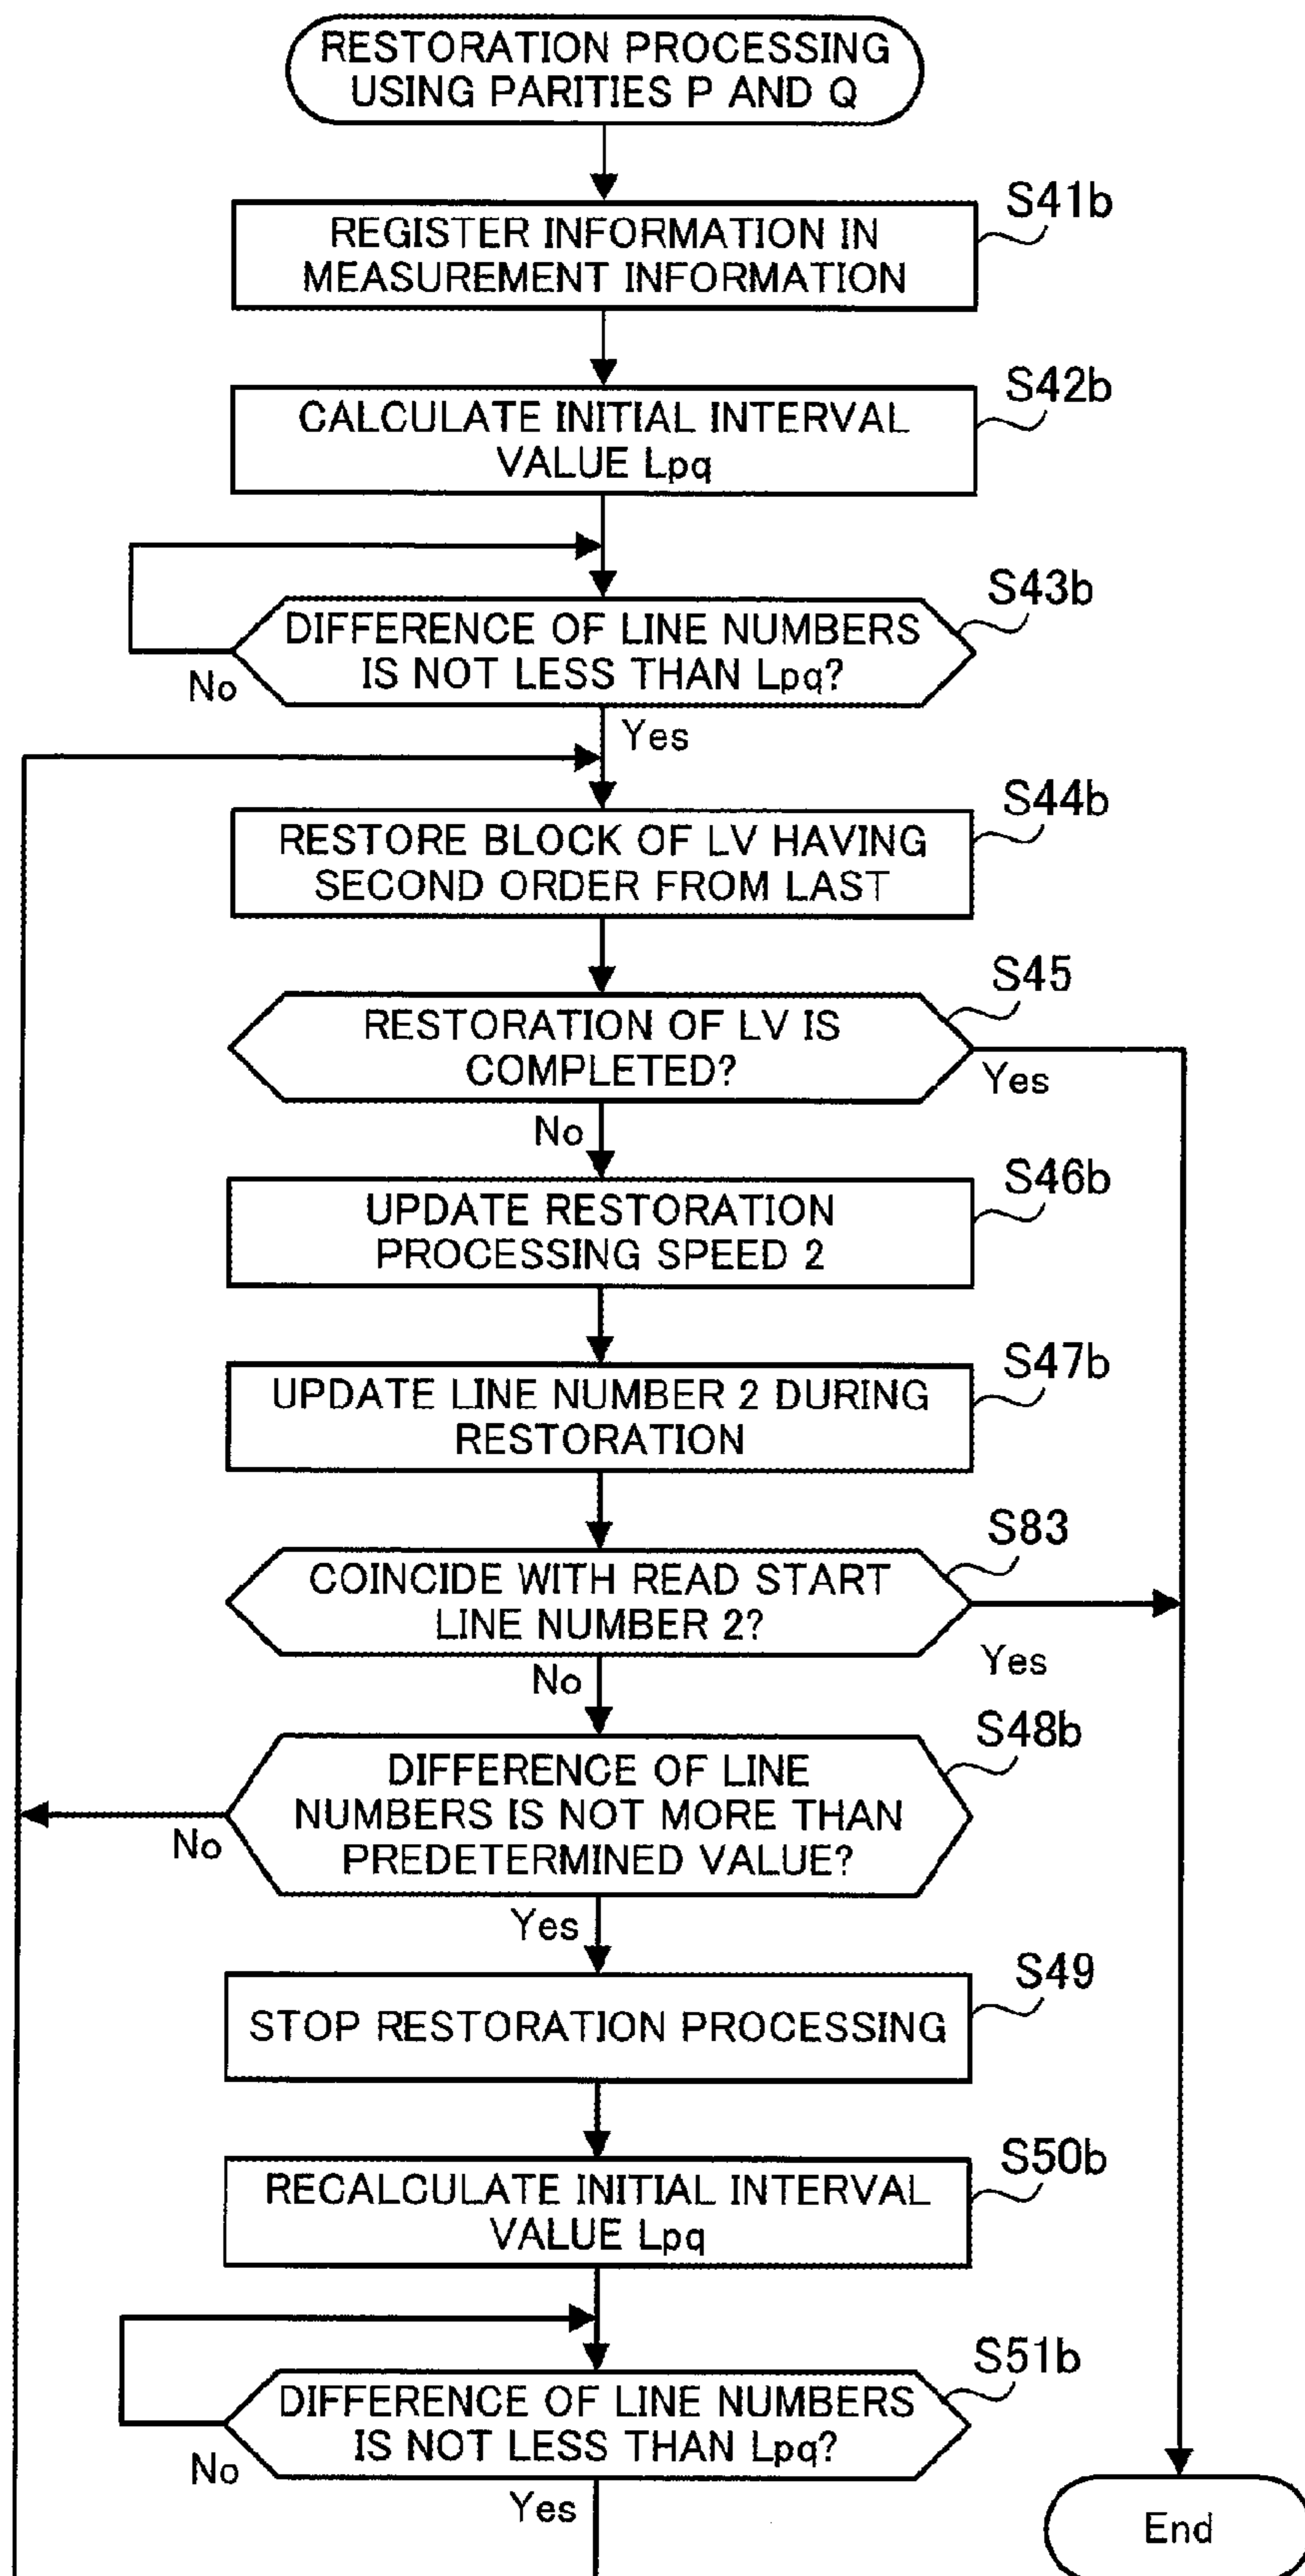 RESTORATION PROCESSING
USING PARITIES P AND Q
S41b
REGISTER INFORMATION IN
MEASUREMENT INFORMATION
S42b
CALCULATE INITIAL INTERVAL
VALUE Lpq
S43b
DIFFERENCE OF LINE NUMBERS
IS NOT LESS THAN Lpq?
No
Yes
S44b
RESTORE BLOCK OF LV HAVING
SECOND ORDER FROM LAST
S45
RESTORATION OF LV IS
COMPLETED?
Yes
No
S46b
UPDATE RESTORATION
PROCESSING SPEED 2
S47b
UPDATE LINE NUMBER 2 DURING
RESTORATION
S83
COINCIDE WITH READ START
LINE NUMBER 2?
Yes
No
S48b
DIFFERENCE OF LINE
NUMBERS IS NOT MORE THAN
PREDETERMINED VALUE?
No
Yes
S49
STOP RESTORATION PROCESSING
S50b
RECALCULATE INITIAL INTERVAL
VALUE Lpq
S51b
DIFFERENCE OF LINE NUMBERS
IS NOT LESS THAN Lpq?
No
Yes
End